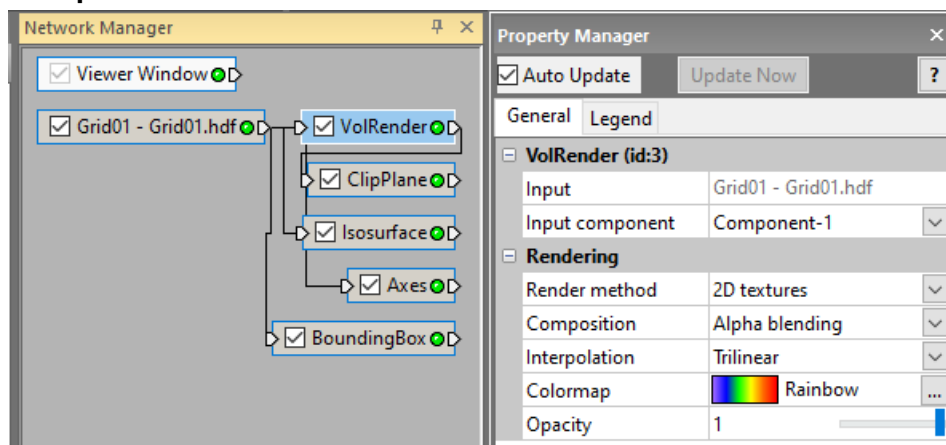 Network Manager
Viewer Window
Grid01 - Grid01.hdf
VolRender
ClipPlane
Isosurface
Axes
BoundingBox
Property Manager
Auto Update
Update Now
?
General
Legend
VolRender (id:3)
Input
Grid01 - Grid01.hdf
Input component
Component-1
Rendering
Render method
2D textures
Composition
Alpha blending
Interpolation
Trilinear
Colormap
Rainbow
...
Opacity
1